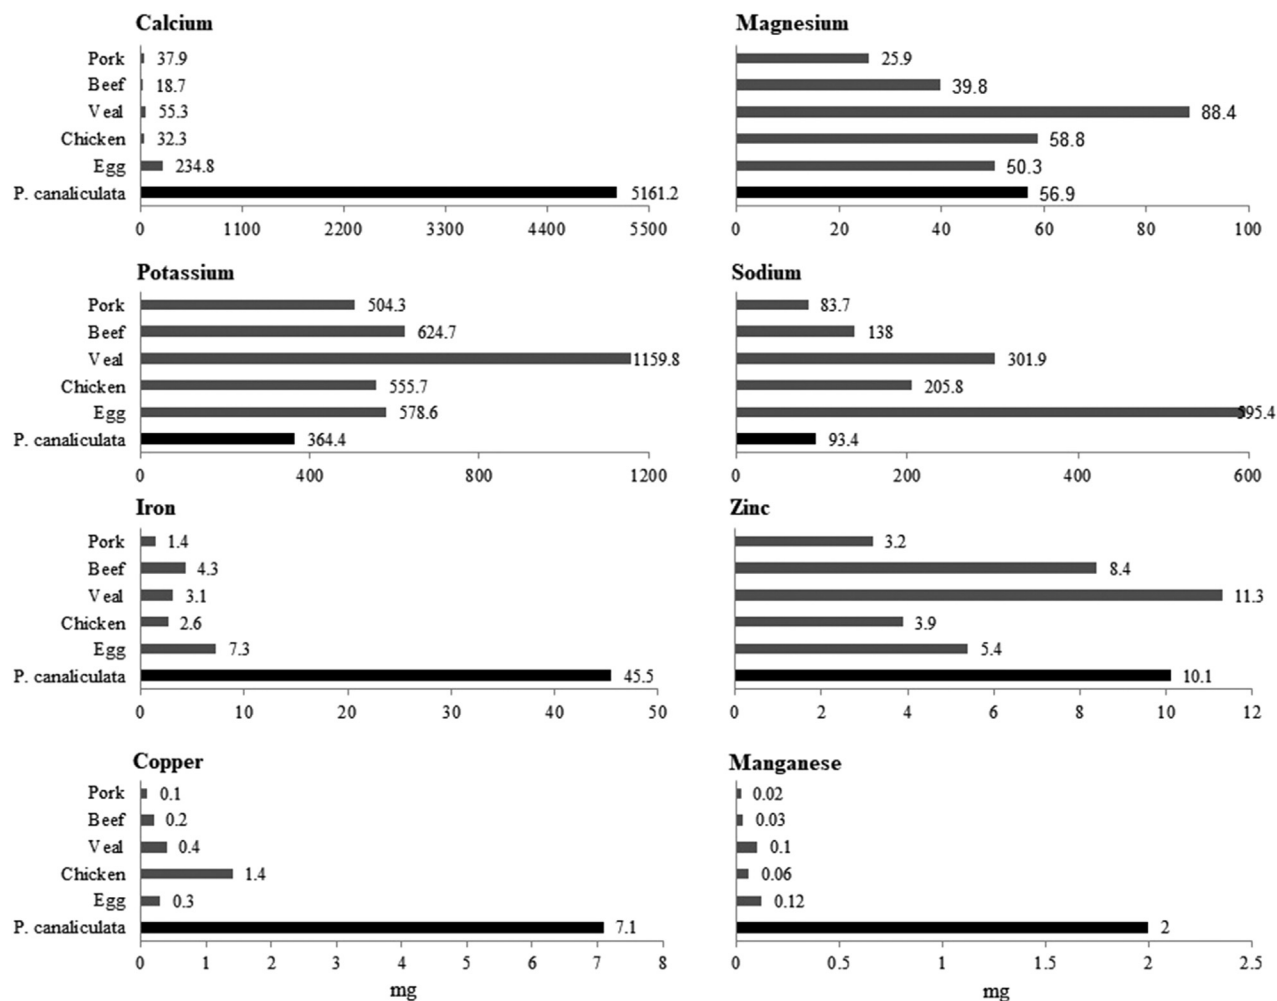 Calcium
Pork 37.9
Beef 18.7
Veal 55.3
Chicken 32.3
Egg 234.8
P. canaliculata 5161.2
0 1100 2200 3300 4400 5500
Magnesium
25.9
39.8
88.4
58.8
50.3
56.9
0 20 40 60 80 100
Potassium
Pork 504.3
Beef 624.7
Veal 1159.8
Chicken 555.7
Egg 578.6
P. canaliculata 364.4
0 400 800 1200
Sodium
83.7
138
301.9
205.8
595.4
93.4
0 200 400 600
Iron
Pork 1.4
Beef 4.3
Veal 3.1
Chicken 2.6
Egg 7.3
P. canaliculata 45.5
0 10 20 30 40 50
Zinc
3.2
8.4
11.3
3.9
5.4
10.1
0 2 4 6 8 10 12
Copper
Pork 0.1
Beef 0.2
Veal 0.4
Chicken 1.4
Egg 0.3
P. canaliculata 7.1
0 1 2 3 4 5 6 7 8
mg
Manganese
0.02
0.03
0.1
0.06
0.12
2
0 0.5 1 1.5 2 2.5
mg